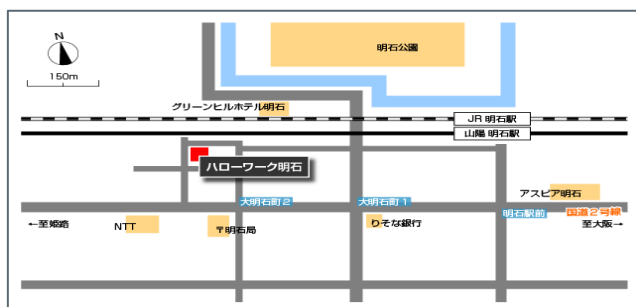 N
150m
明石公園
グリーンヒルホテル明石
JR 明石駅
山陽 明石駅
ハローワーク明石
アスピア明石
大明石町2
大明石町1
明石駅前
国道2号線
←至姫路
NTT
〒明石局
りそな銀行
至大阪→